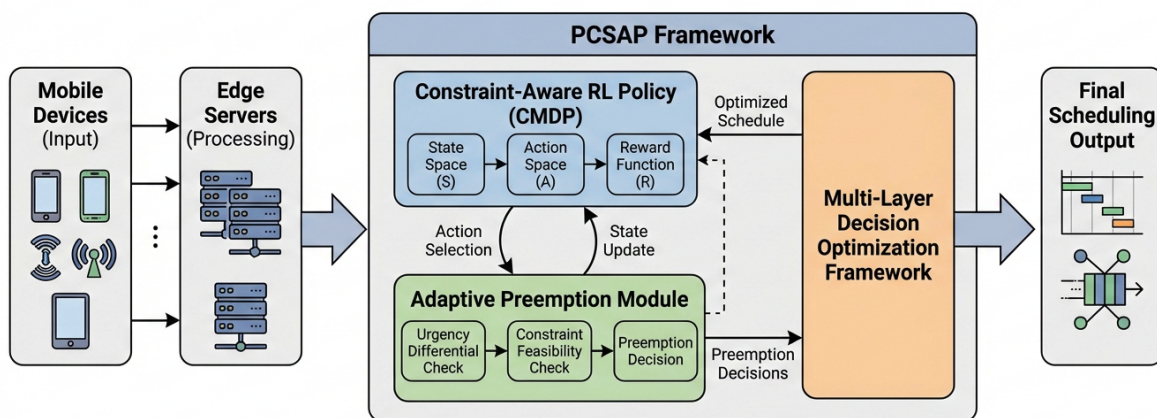 PCSAP Framework
Mobile
Devices
(Input)
Edge
Servers
(Processing)
Constraint-Aware RL Policy
(CMDP)
State
Space
(S)
Action
Space
(A)
Reward
Function
(R)
Optimized
Schedule
Action
Selection
State
Update
Adaptive Preemption Module
Urgency
Differential
Check
Constraint
Feasibility
Check
Preemption
Decision
Preemption
Decisions
Multi-Layer
Decision
Optimization
Framework
Final
Scheduling
Output